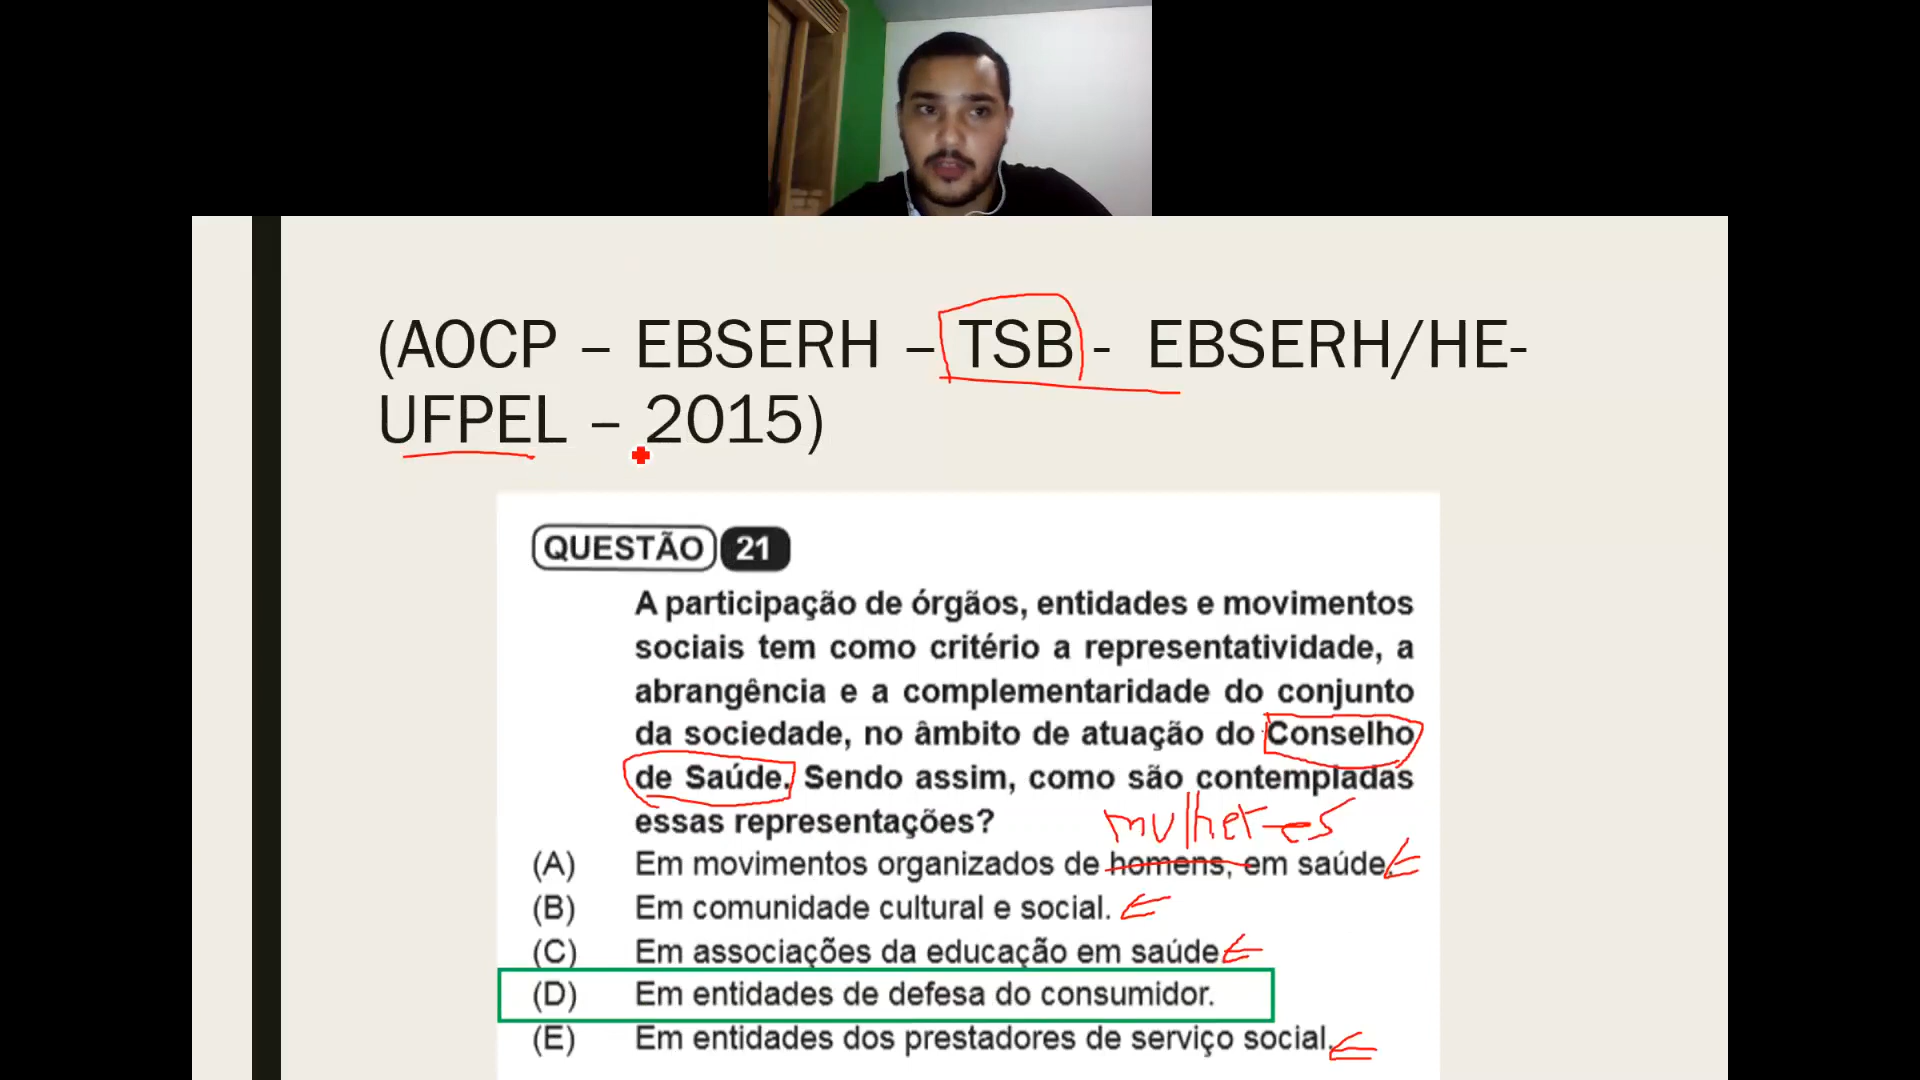 (AOCP – EBSERH – TSB - EBSERH/HE-
UFPEL – 2015)
QUESTÃO 21
A participação de órgãos, entidades e movimentos
sociais tem como critério a representatividade, a
abrangência e a complementaridade do conjunto
da sociedade, no âmbito de atuação do Conselho
de Saúde. Sendo assim, como são contempladas
essas representações?
mulheres
(A) Em movimentos organizados de homens, em saúde.
(B) Em comunidade cultural e social.
(C) Em associações da educação em saúde
(D) Em entidades de defesa do consumidor.
(E) Em entidades dos prestadores de serviço social.